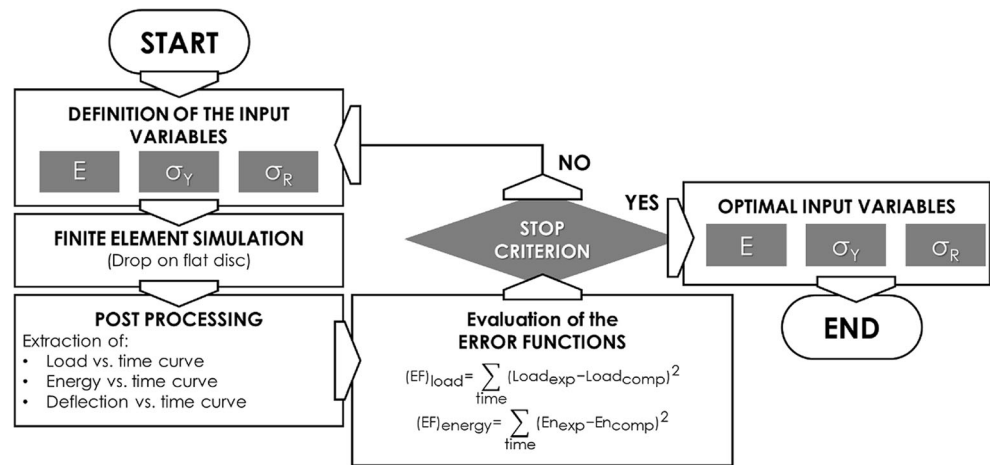 START
DEFINITION OF THE INPUT
VARIABLES
E σY σR
FINITE ELEMENT SIMULATION
(Drop on flat disc)
POST PROCESSING
Extraction of:
• Load vs. time curve
• Energy vs. time curve
• Deflection vs. time curve
Evaluation of the
ERROR FUNCTIONS
(EF)load= ∑ (Loadexp–Loadcomp)2
time
(EF)energy= ∑ (Enexp–Encomp)2
time
STOP
CRITERION
NO
YES
OPTIMAL INPUT VARIABLES
E σY σR
END